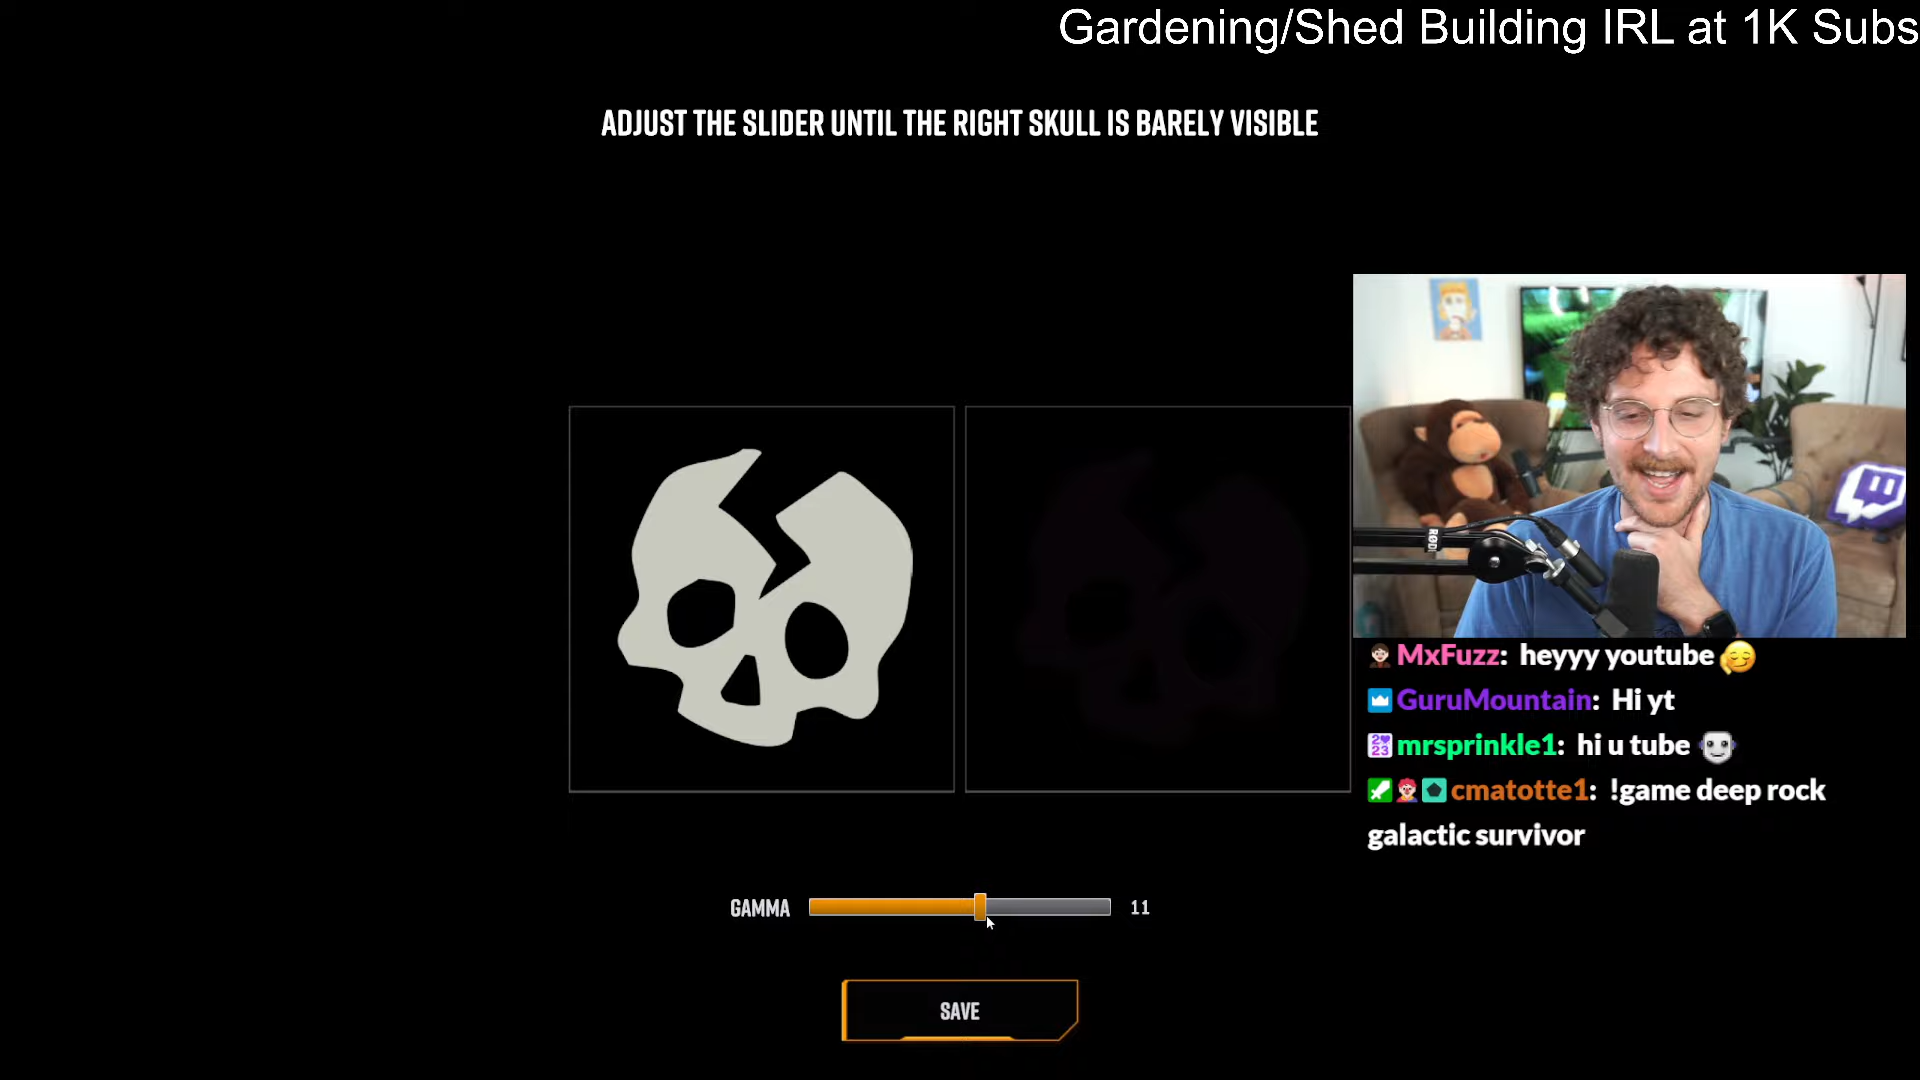 Gardening/Shed Building IRL at 1K Subs
ADJUST THE SLIDER UNTIL THE RIGHT SKULL IS BARELY VISIBLE
RØDE
MxFuzz: heyyy youtube
GuruMountain: Hi yt
mrsprinkle1: hi u tube
cmatotte1: !game deep rock
galactic survivor
GAMMA 11
SAVE